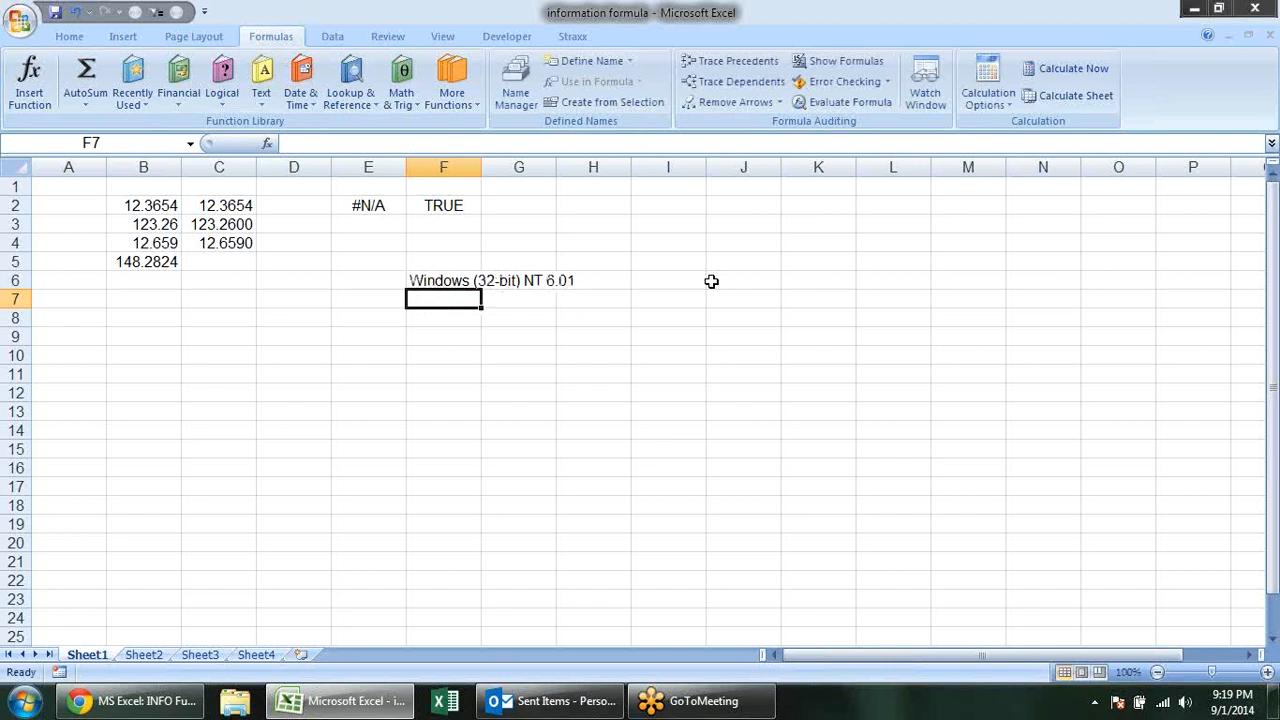 information formula - Microsoft Excel
Home Insert Page Layout Formulas Data Review View Developer Straxx
Insert Function
AutoSum
Recently Used
Financial
Logical
Text
Date & Time
Lookup & Reference
Math & Trig
More Functions
Function Library
Name Manager
Define Name
Use in Formula
Create from Selection
Defined Names
Trace Precedents
Trace Dependents
Remove Arrows
Show Formulas
Error Checking
Evaluate Formula
Formula Auditing
Watch Window
Calculation Options
Calculate Now
Calculate Sheet
Calculation
F7 fx
A B C D E F G H I J K L M N O P
1
2 12.3654 12.3654 #N/A TRUE
3 123.26 123.2600
4 12.659 12.6590
5 148.2824
6 Windows (32-bit) NT 6.01
7
8
9
10
11
12
13
14
15
16
17
18
19
20
21
22
23
24
25
Sheet1 Sheet2 Sheet3 Sheet4
Ready 100%
MS Excel: INFO Fu... Microsoft Excel - i... Sent Items - Perso... GoToMeeting
9:19 PM
9/1/2014